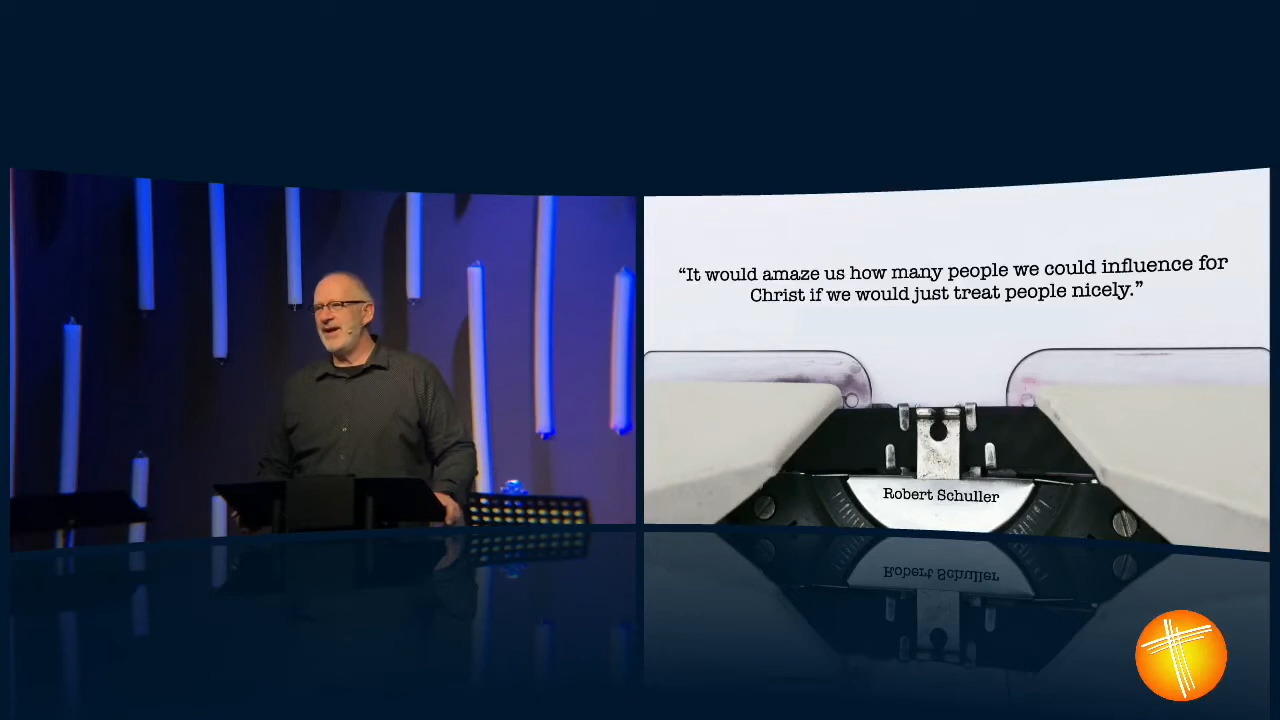 “It would amaze us how many people we could influence for
Christ if we would just treat people nicely.”
Robert Schuller